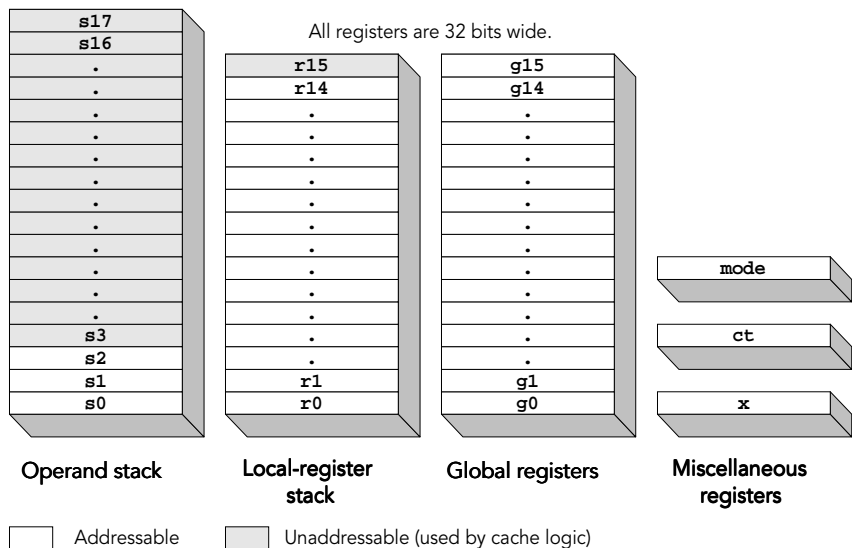 All registers are 32 bits wide.
s17
s16
.
.
.
.
.
.
.
.
.
.
.
.
s3
s2
s1
s0
Operand stack
r15
r14
.
.
.
.
.
.
.
.
.
.
.
.
r1
r0
Local-register
stack
g15
g14
.
.
.
.
.
.
.
.
.
.
.
.
g1
g0
Global registers
mode
ct
x
Miscellaneous
registers
Addressable
Unaddressable (used by cache logic)